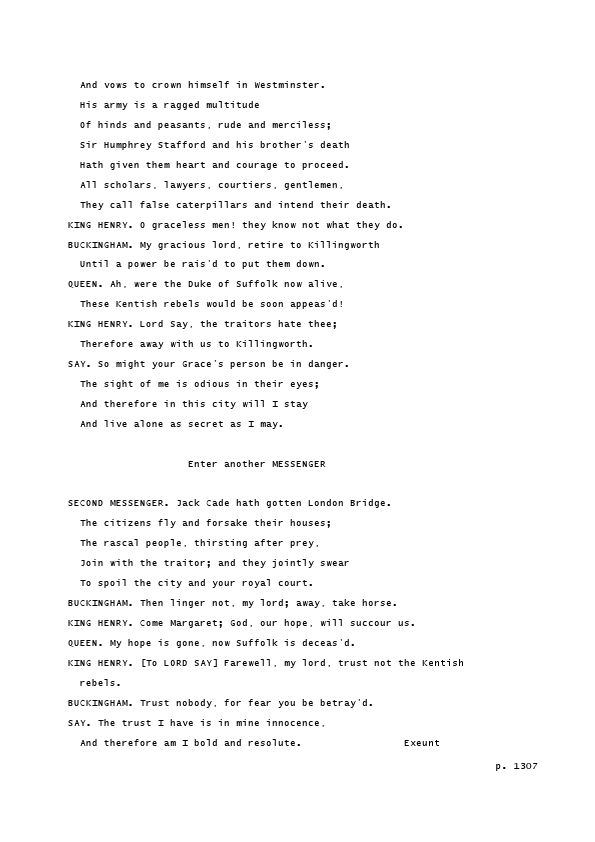 And vows to crown himself in Westminster.
His army is a ragged multitude
Of hinds and peasants, rude and merciless;
Sir Humphrey Stafford and his brother's death
Hath given them heart and courage to proceed.
All scholars, lawyers, courtiers, gentlemen,
They call false caterpillars and intend their death.
KING HENRY. O graceless men! they know not what they do.
BUCKINGHAM. My gracious lord, retire to Killingworth
Until a power be rais'd to put them down.
QUEEN. Ah, were the Duke of Suffolk now alive,
These Kentish rebels would be soon appeas'd!
KING HENRY. Lord Say, the traitors hate thee;
Therefore away with us to Killingworth.
SAY. So might your Grace's person be in danger.
The sight of me is odious in their eyes;
And therefore in this city will I stay
And live alone as secret as I may.
Enter another MESSENGER
SECOND MESSENGER. Jack Cade hath gotten London Bridge.
The citizens fly and forsake their houses;
The rascal people, thirsting after prey,
Join with the traitor; and they jointly swear
To spoil the city and your royal court.
BUCKINGHAM. Then linger not, my lord; away, take horse.
KING HENRY. Come Margaret; God, our hope, will succour us.
QUEEN. My hope is gone, now Suffolk is deceas'd.
KING HENRY. [To LORD SAY] Farewell, my lord, trust not the Kentish
rebels.
BUCKINGHAM. Trust nobody, for fear you be betray'd.
SAY. The trust I have is in mine innocence,
And therefore am I bold and resolute. Exeunt
p. 1307